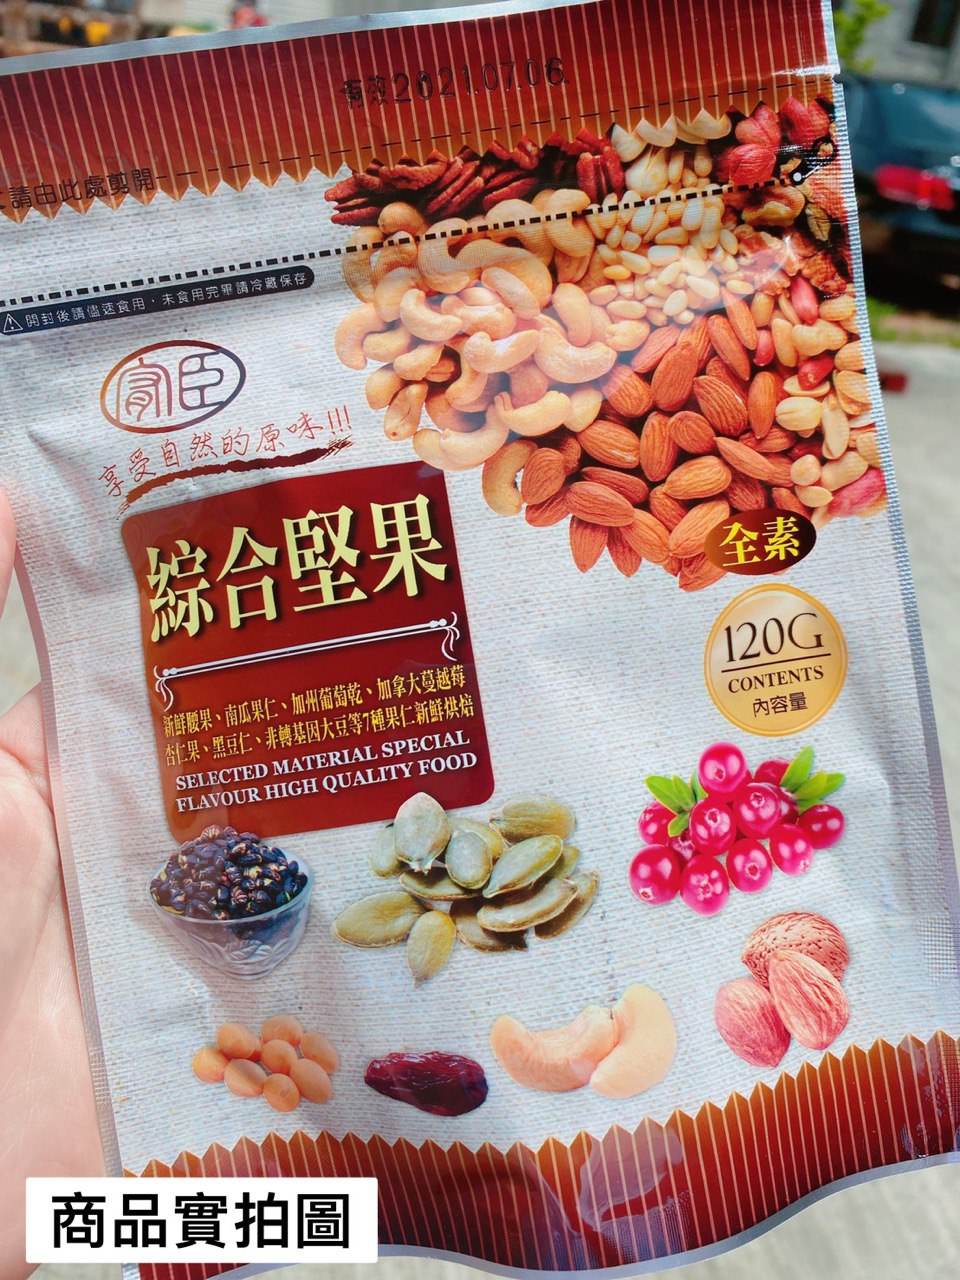 有效2021.07.06.
請由此處剪開
開封後請儘速食用，未食用完畢請冷藏保存
享受自然的原味!!!
綜合堅果
全素
120G
CONTENTS
內容量
新鮮腰果、南瓜果仁、加州葡萄乾、加拿大蔓越莓
杏仁果、黑豆仁、非轉基因大豆等7種果仁新鮮烘焙
SELECTED MATERIAL SPECIAL
FLAVOUR HIGH QUALITY FOOD
商品實拍圖